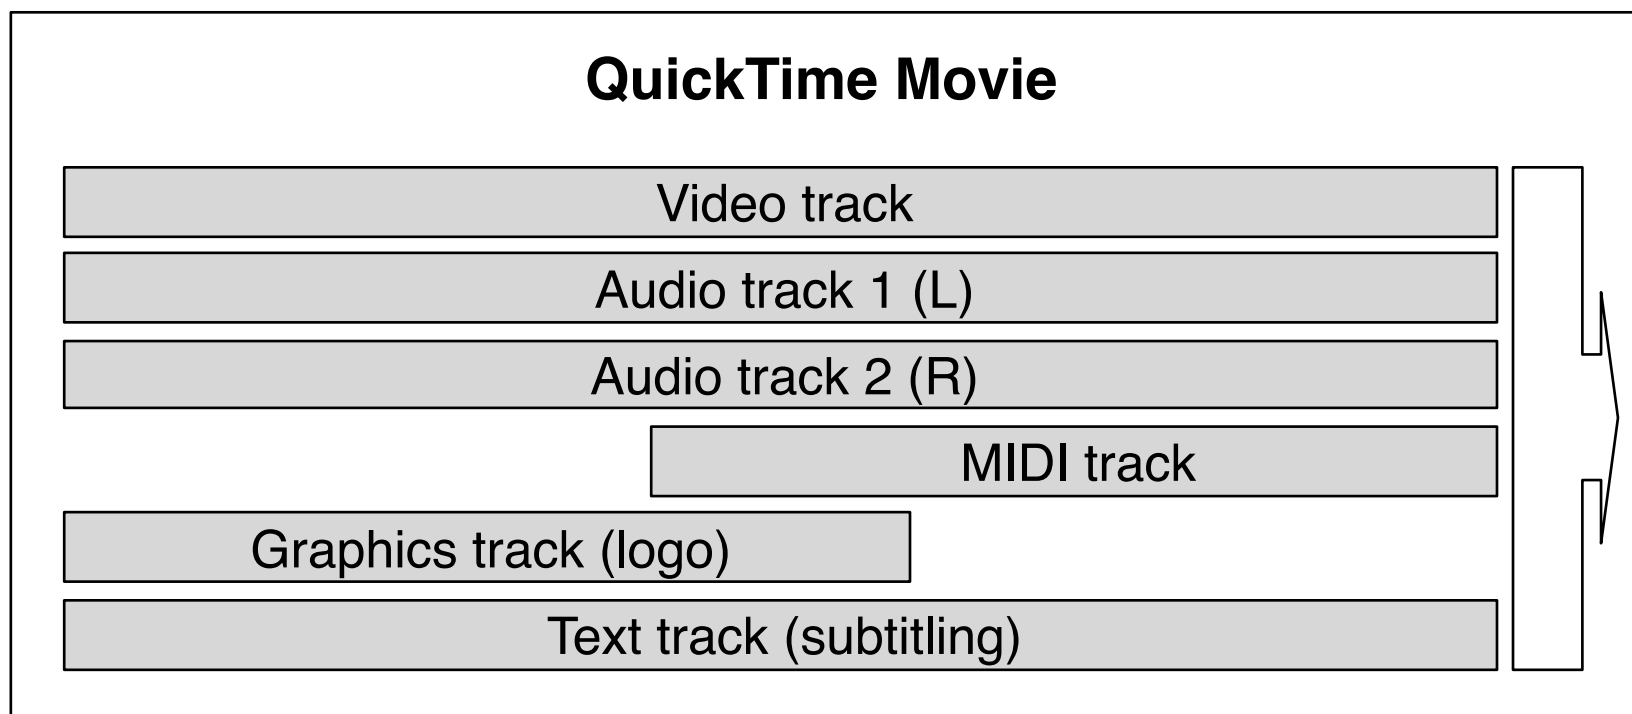 QuickTime Movie
Video track
Audio track 1 (L)
Audio track 2 (R)
MIDI track
Graphics track (logo)
Text track (subtitling)